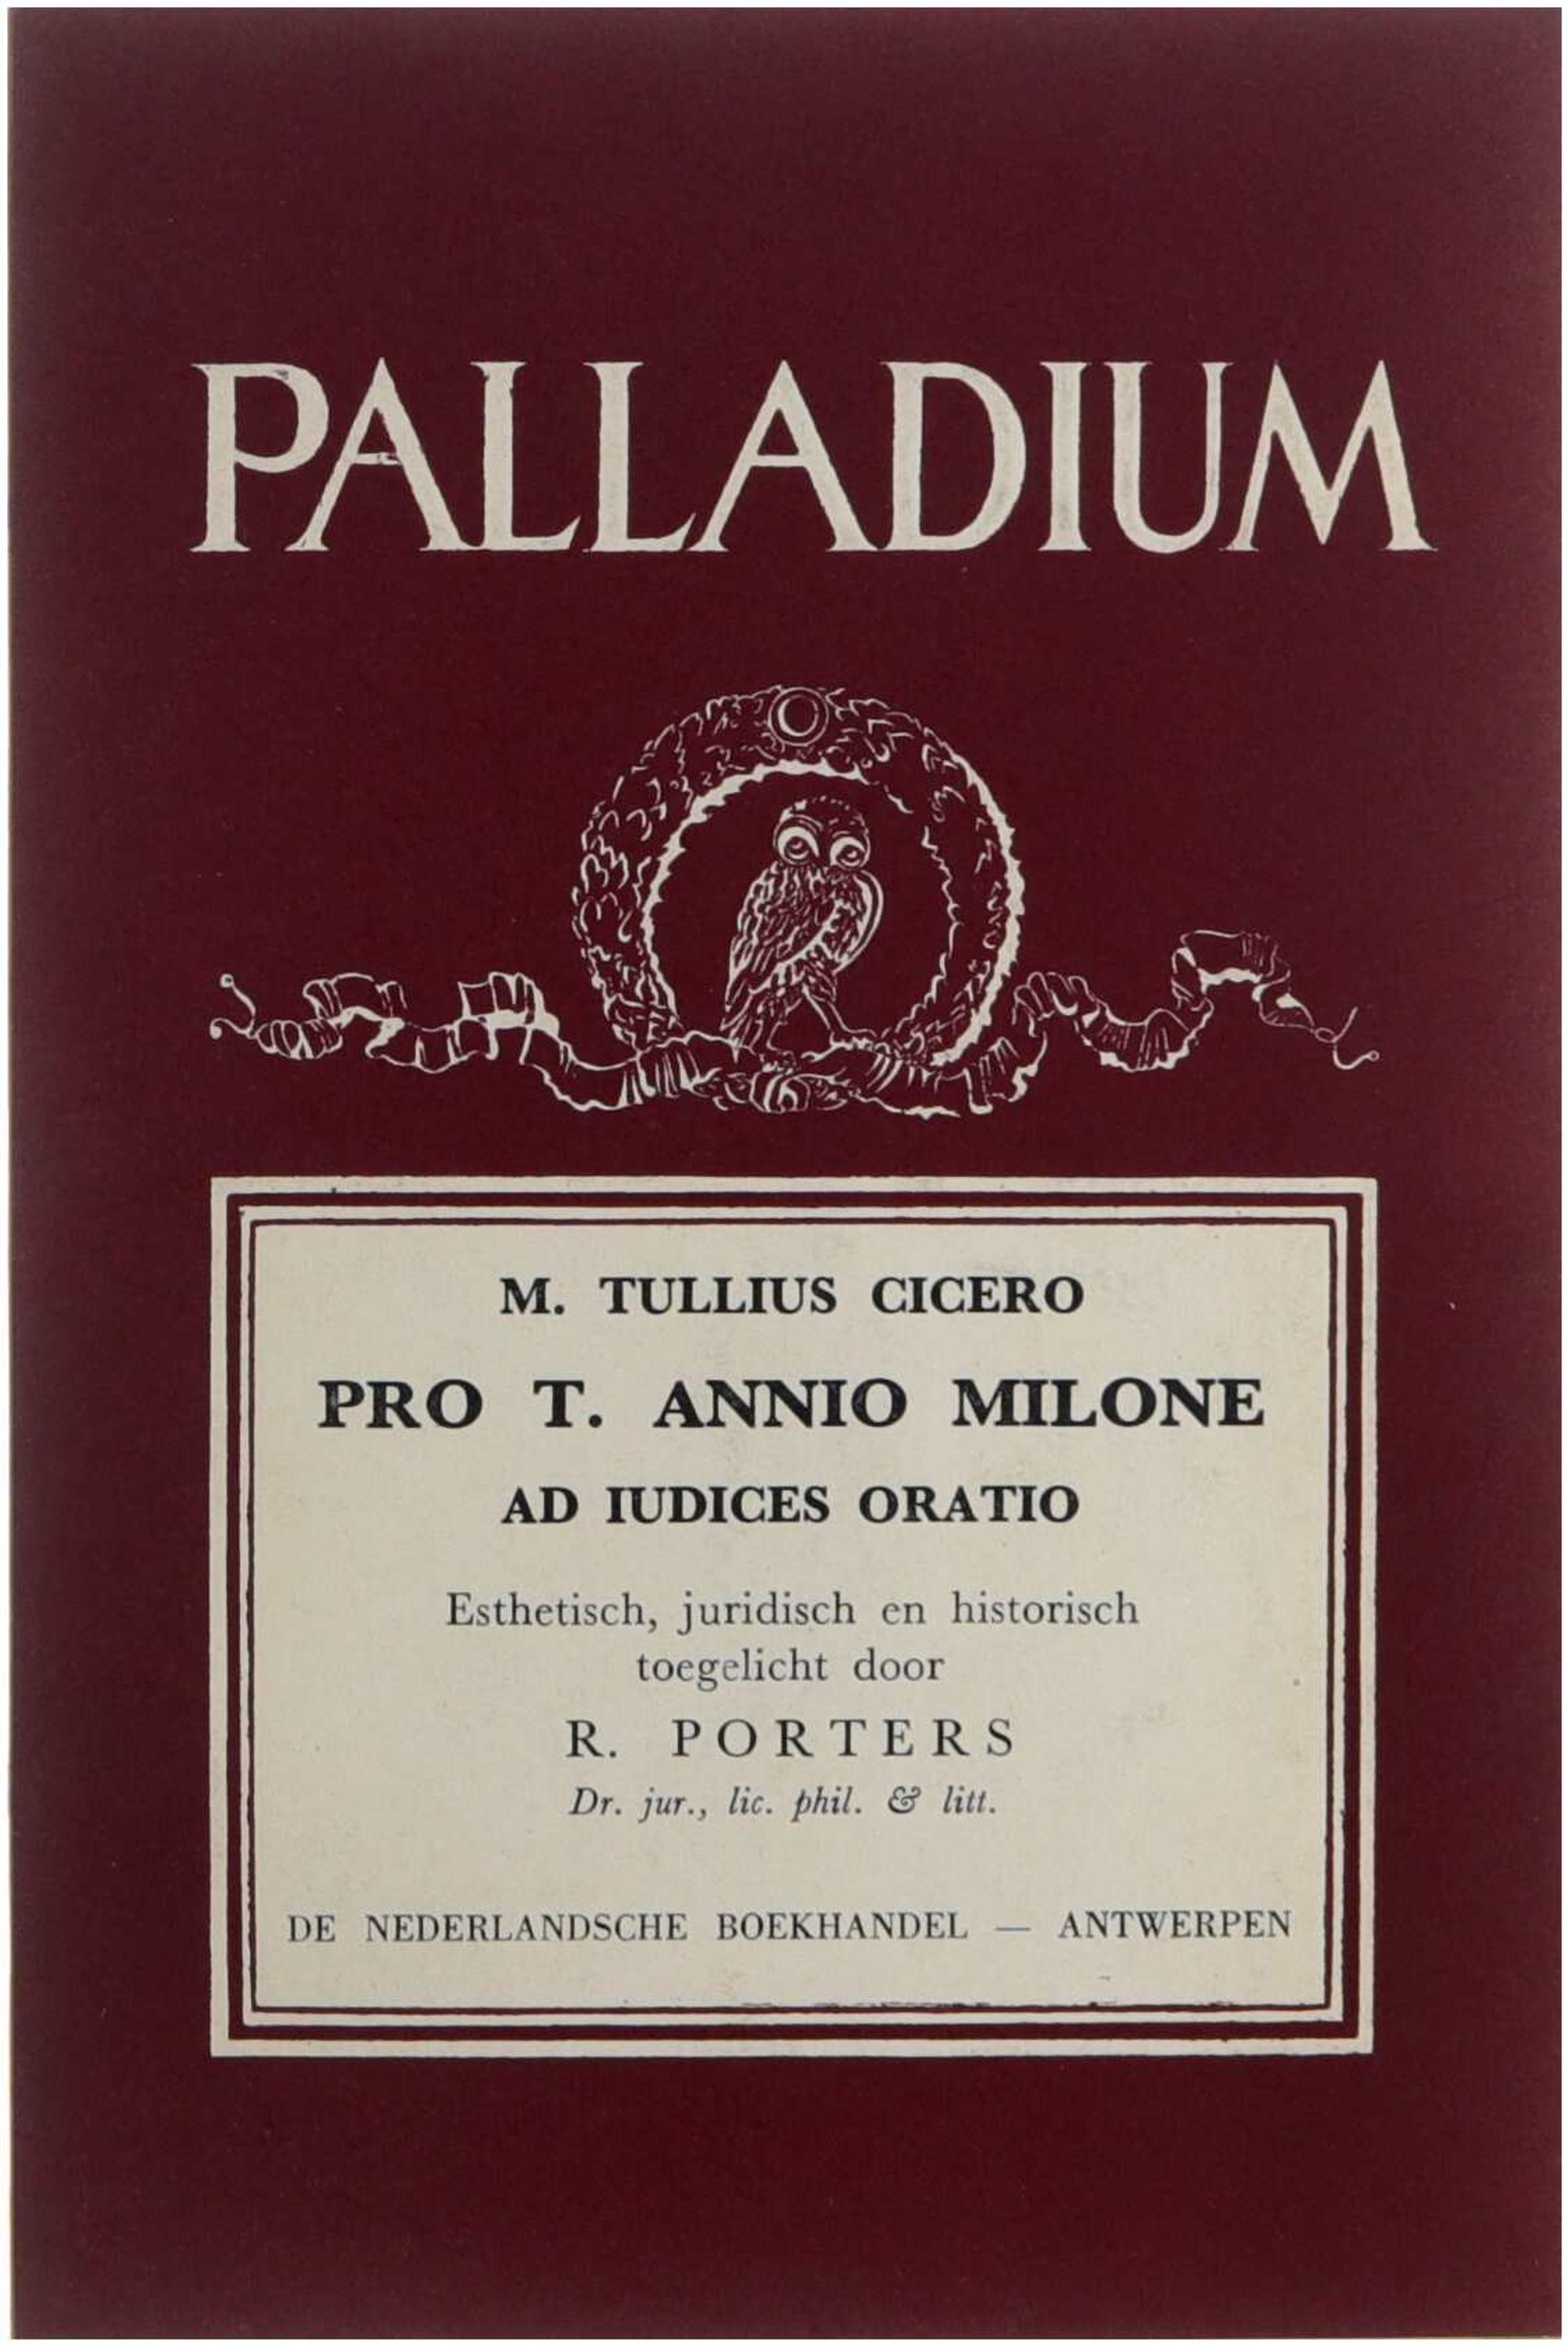 PALLADIUM
M. TULLIUS CICERO
PRO T. ANNIO MILONE
AD IUDICES ORATIO
Esthetisch, juridisch en historisch
toegelicht door
R. PORTERS
Dr. jur., lic. phil. & litt.
DE NEDERLANDSCHE BOEKHANDEL — ANTWERPEN